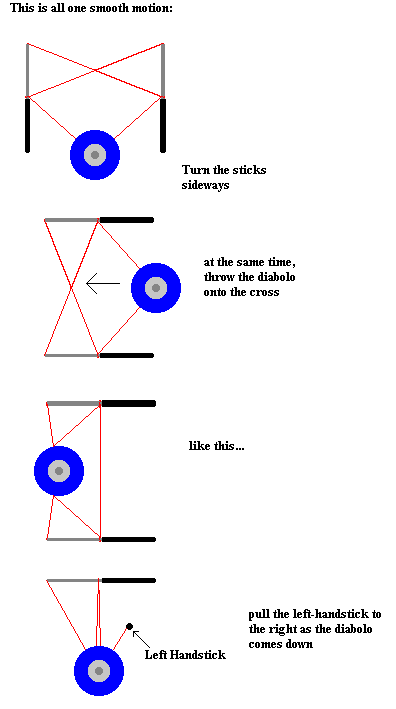 This is all one smooth motion:
Turn the sticks
sideways
at the same time,
throw the diabolo
onto the cross
like this...
pull the left-handstick to
the right as the diabolo
comes down
Left Handstick